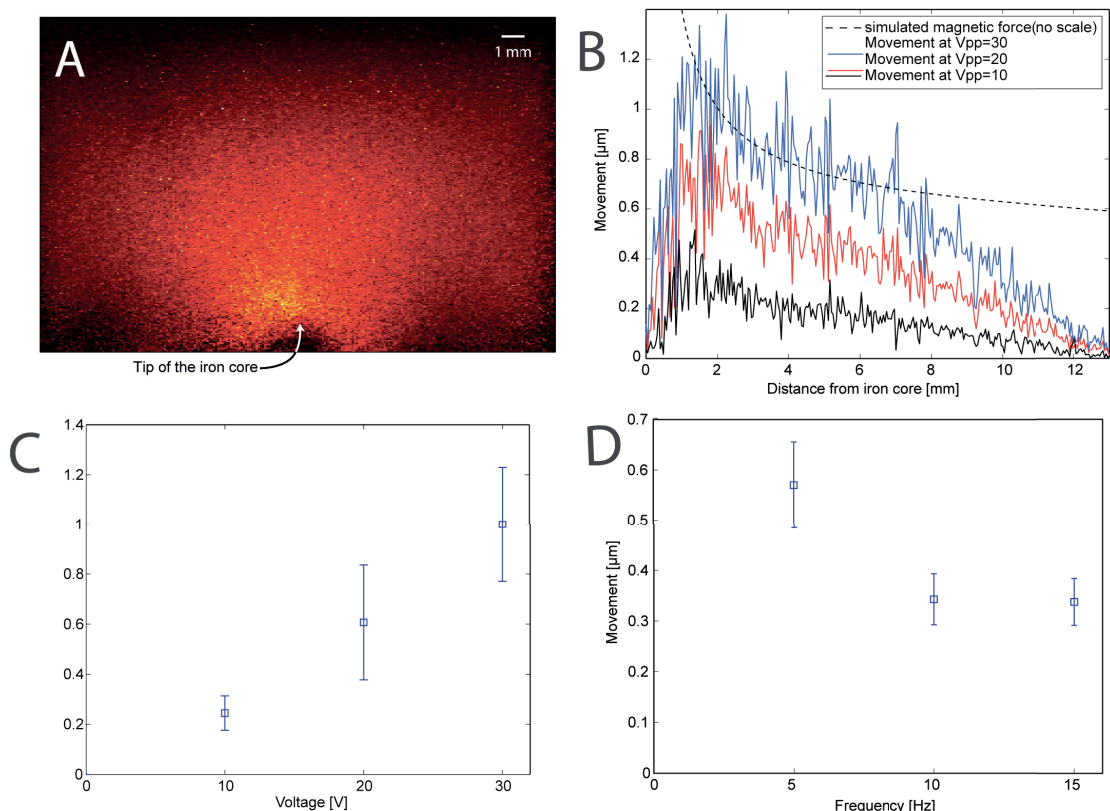 A
1 mm
Tip of the iron core
B
simulated magnetic force(no scale)
Movement at Vpp=30
Movement at Vpp=20
Movement at Vpp=10
1.2
1
0.8
0.6
0.4
0.2
0
Movement [µm]
0 2 4 6 8 10 12
Distance from iron core [mm]
C
1.4
1.2
1
0.8
0.6
0.4
0.2
0
0 10 20 30
Voltage [V]
D
0.7
0.6
0.5
0.4
0.3
0.2
0.1
0
Movement [µm]
0 5 10 15
Frequency [Hz]